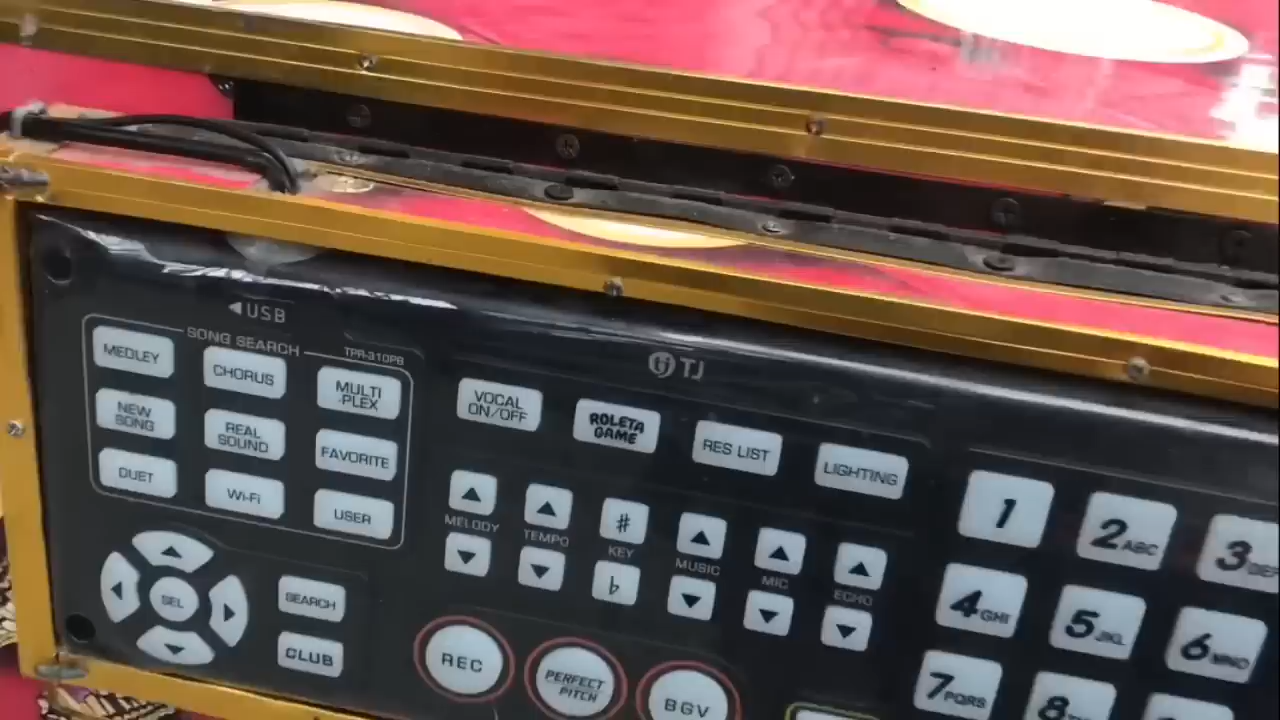 ◀USB
SONG SEARCH
TPR-310PB
MEDLEY
CHORUS
MULTI
PLEX
NEW
SONG
REAL
SOUND
FAVORITE
DUET
Wi-Fi
USER
SEL
SEARCH
CLUB
TJ
VOCAL
ON/OFF
ROLETA
GAME
RES LIST
LIGHTING
MELODY
TEMPO
♯
KEY
♭
MUSIC
MIC
ECHO
REC
PERFECT
PITCH
BGV
1
2ABC
3DEF
4GHI
5JKL
6MNO
7PQRS
8